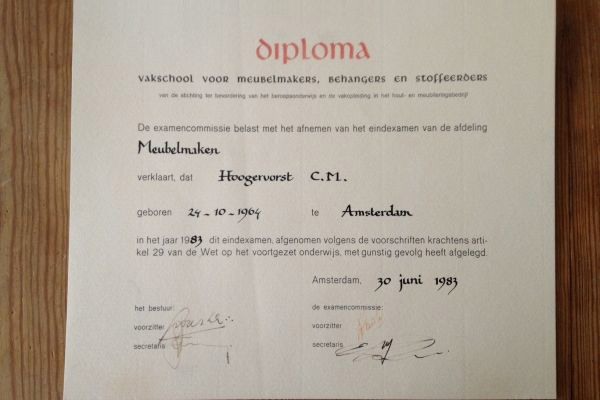 diploma
vakschool voor meubelmakers, behangers en stoffeerders
van de stichting ter bevordering van het beroepsonderwijs en de vakopleiding in het hout- en meubileringsbedrijf
De examencommissie belast met het afnemen van het eindexamen van de afdeling
Meubelmaken
verklaart, dat Hoogervorst C.M.
geboren 24-10-1964 te Amsterdam
in het jaar 1983 dit eindexamen, afgenomen volgens de voorschriften krachtens arti-
kel 29 van de Wet op het voortgezet onderwijs, met gunstig gevolg heeft afgelegd.
Amsterdam, 30 juni 1983
het bestuur: de examencommissie:
voorzitter voorzitter
secretaris secretaris